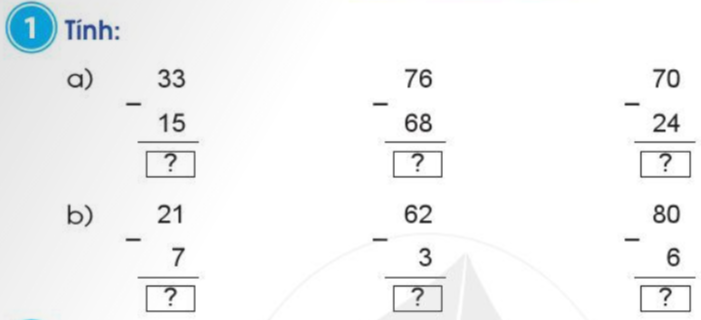 1 Tính:
a) 33 76 70
- - -
15 68 24
? ? ?
b) 21 62 80
- - -
7 3 6
? ? ?